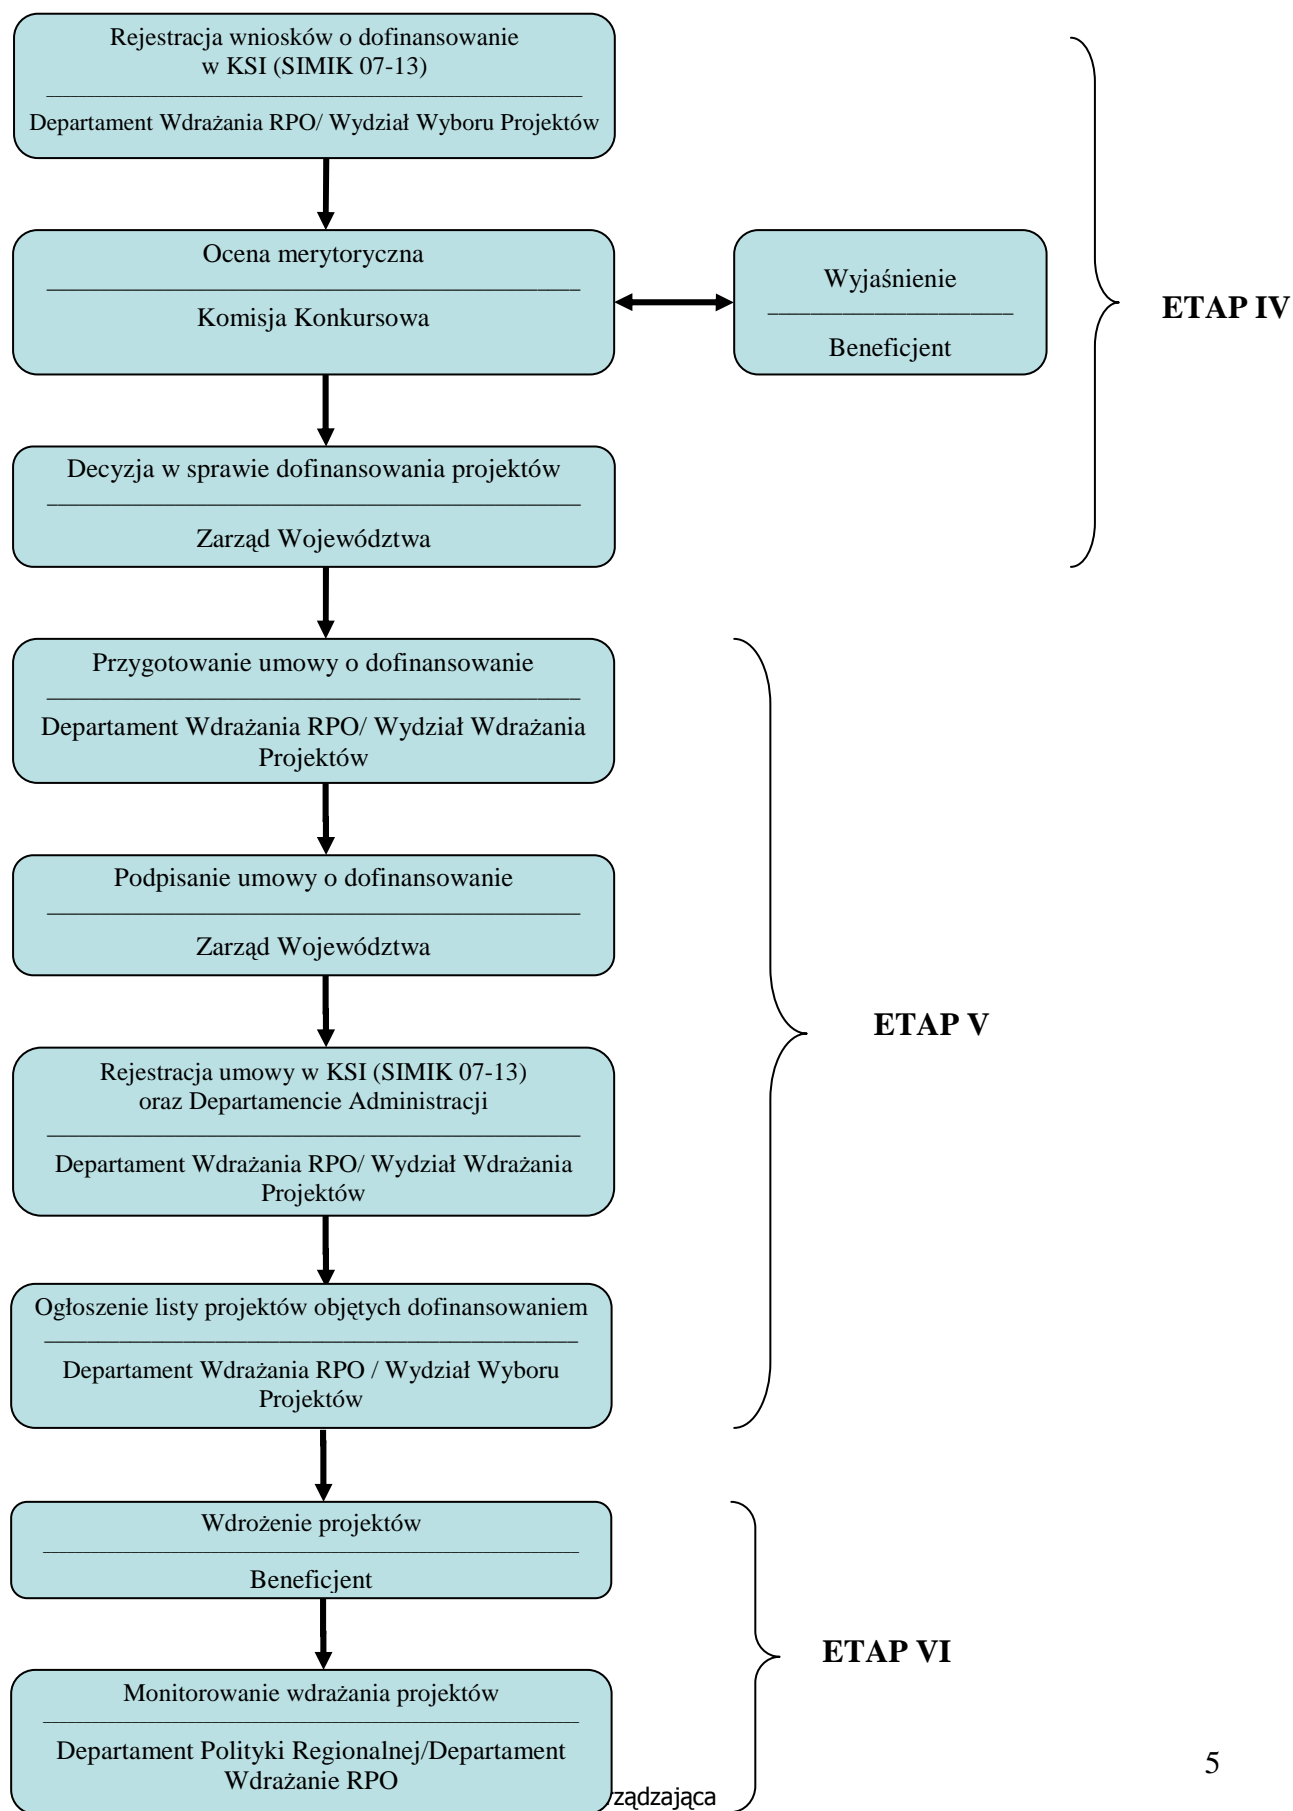 Rejestracja wniosków o dofinansowanie
w KSI (SIMIK 07-13)
Departament Wdrażania RPO/ Wydział Wyboru Projektów
Ocena merytoryczna
Komisja Konkursowa
Wyjaśnienie
Beneficjent
ETAP IV
Decyzja w sprawie dofinansowania projektów
Zarząd Województwa
Przygotowanie umowy o dofinansowanie
Departament Wdrażania RPO/ Wydział Wdrażania
Projektów
Podpisanie umowy o dofinansowanie
Zarząd Województwa
ETAP V
Rejestracja umowy w KSI (SIMIK 07-13)
oraz Departamencie Administracji
Departament Wdrażania RPO/ Wydział Wdrażania
Projektów
Ogłoszenie listy projektów objętych dofinansowaniem
Departament Wdrażania RPO / Wydział Wyboru
Projektów
Wdrożenie projektów
Beneficjent
ETAP VI
Monitorowanie wdrażania projektów
Departament Polityki Regionalnej/Departament
Wdrażanie RPO
5